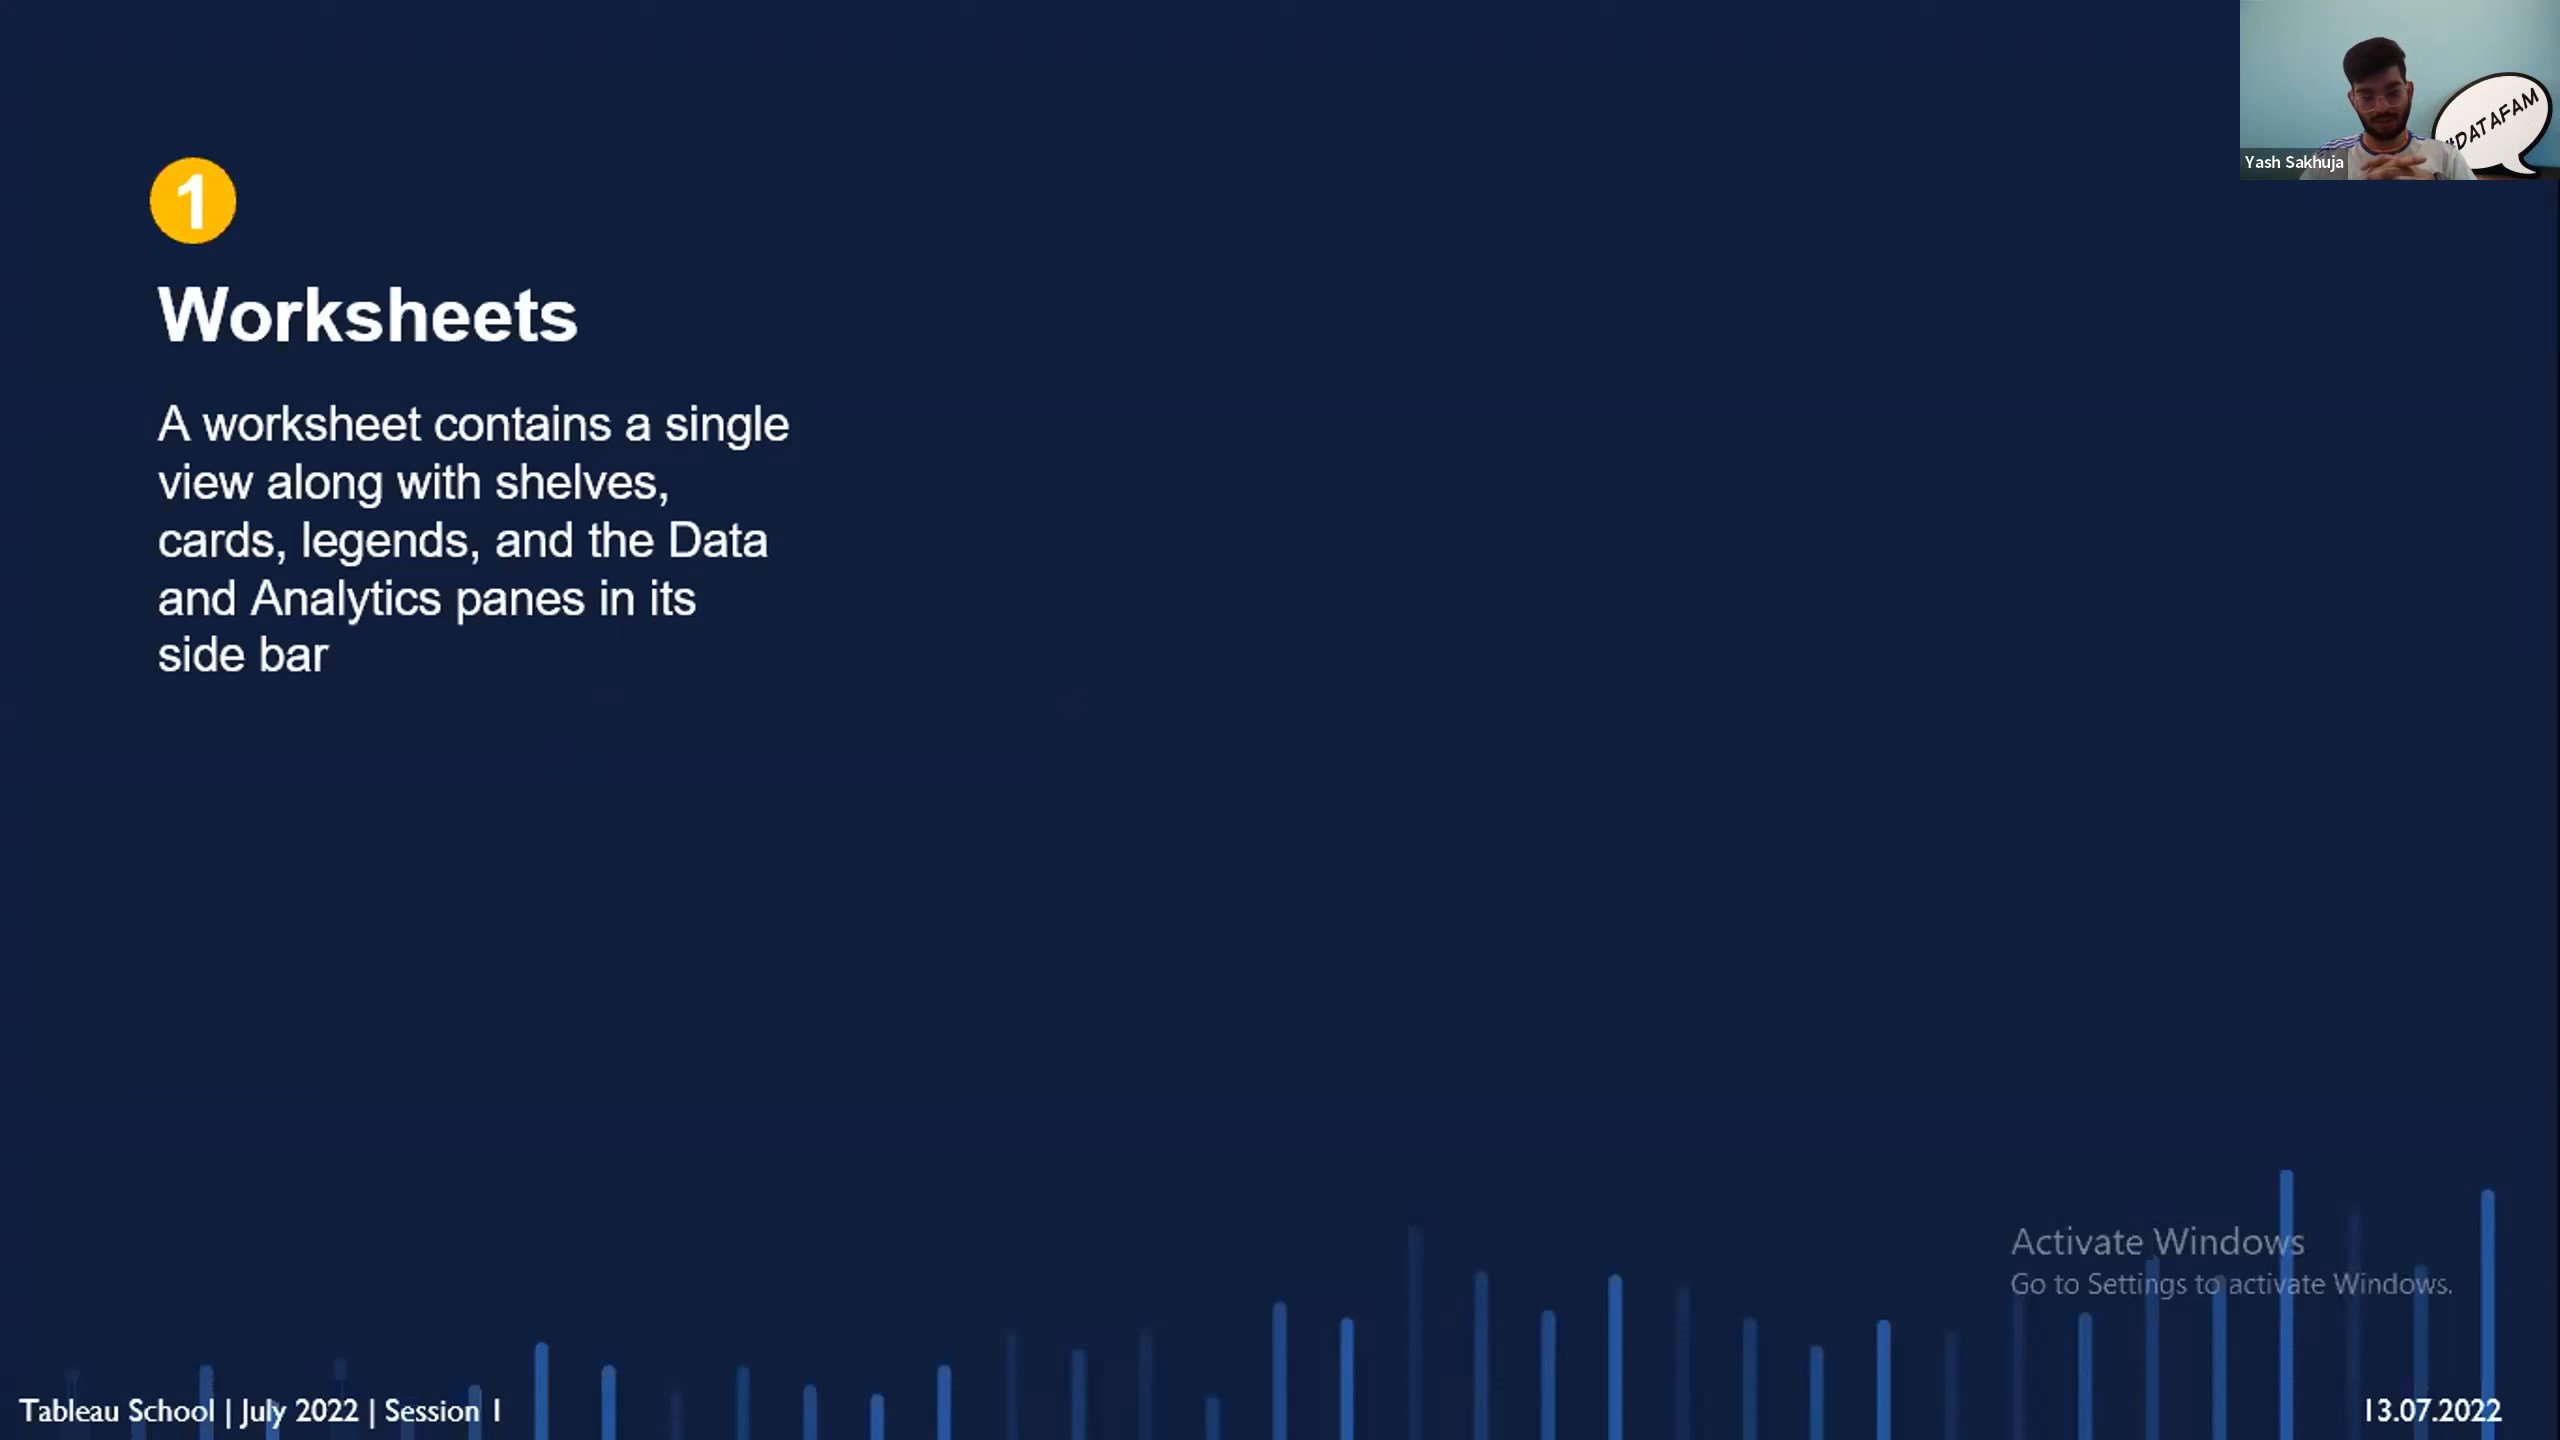 1
Worksheets
A worksheet contains a single
view along with shelves,
cards, legends, and the Data
and Analytics panes in its
side bar
#DATAFAM
Yash Sakhuja
Activate Windows
Go to Settings to activate Windows.
Tableau School | July 2022 | Session 1
13.07.2022